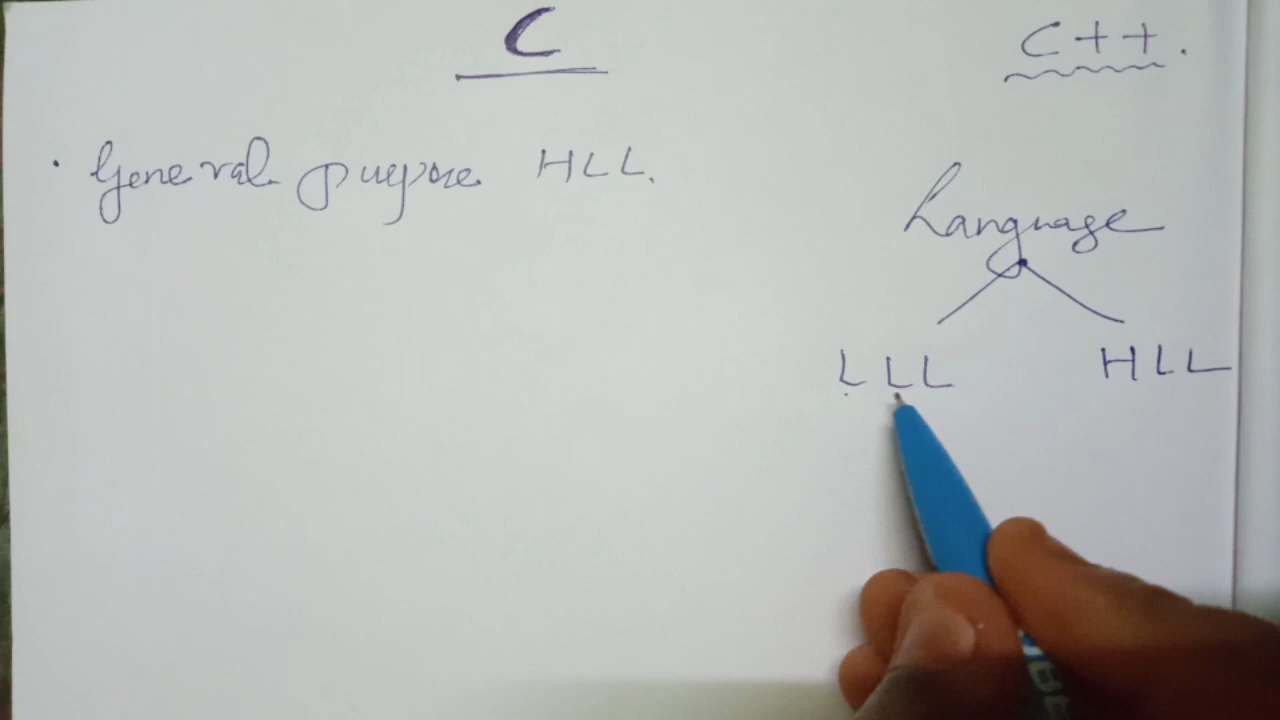 C
C++.
• General purpose HLL.
Language
LLL HLL